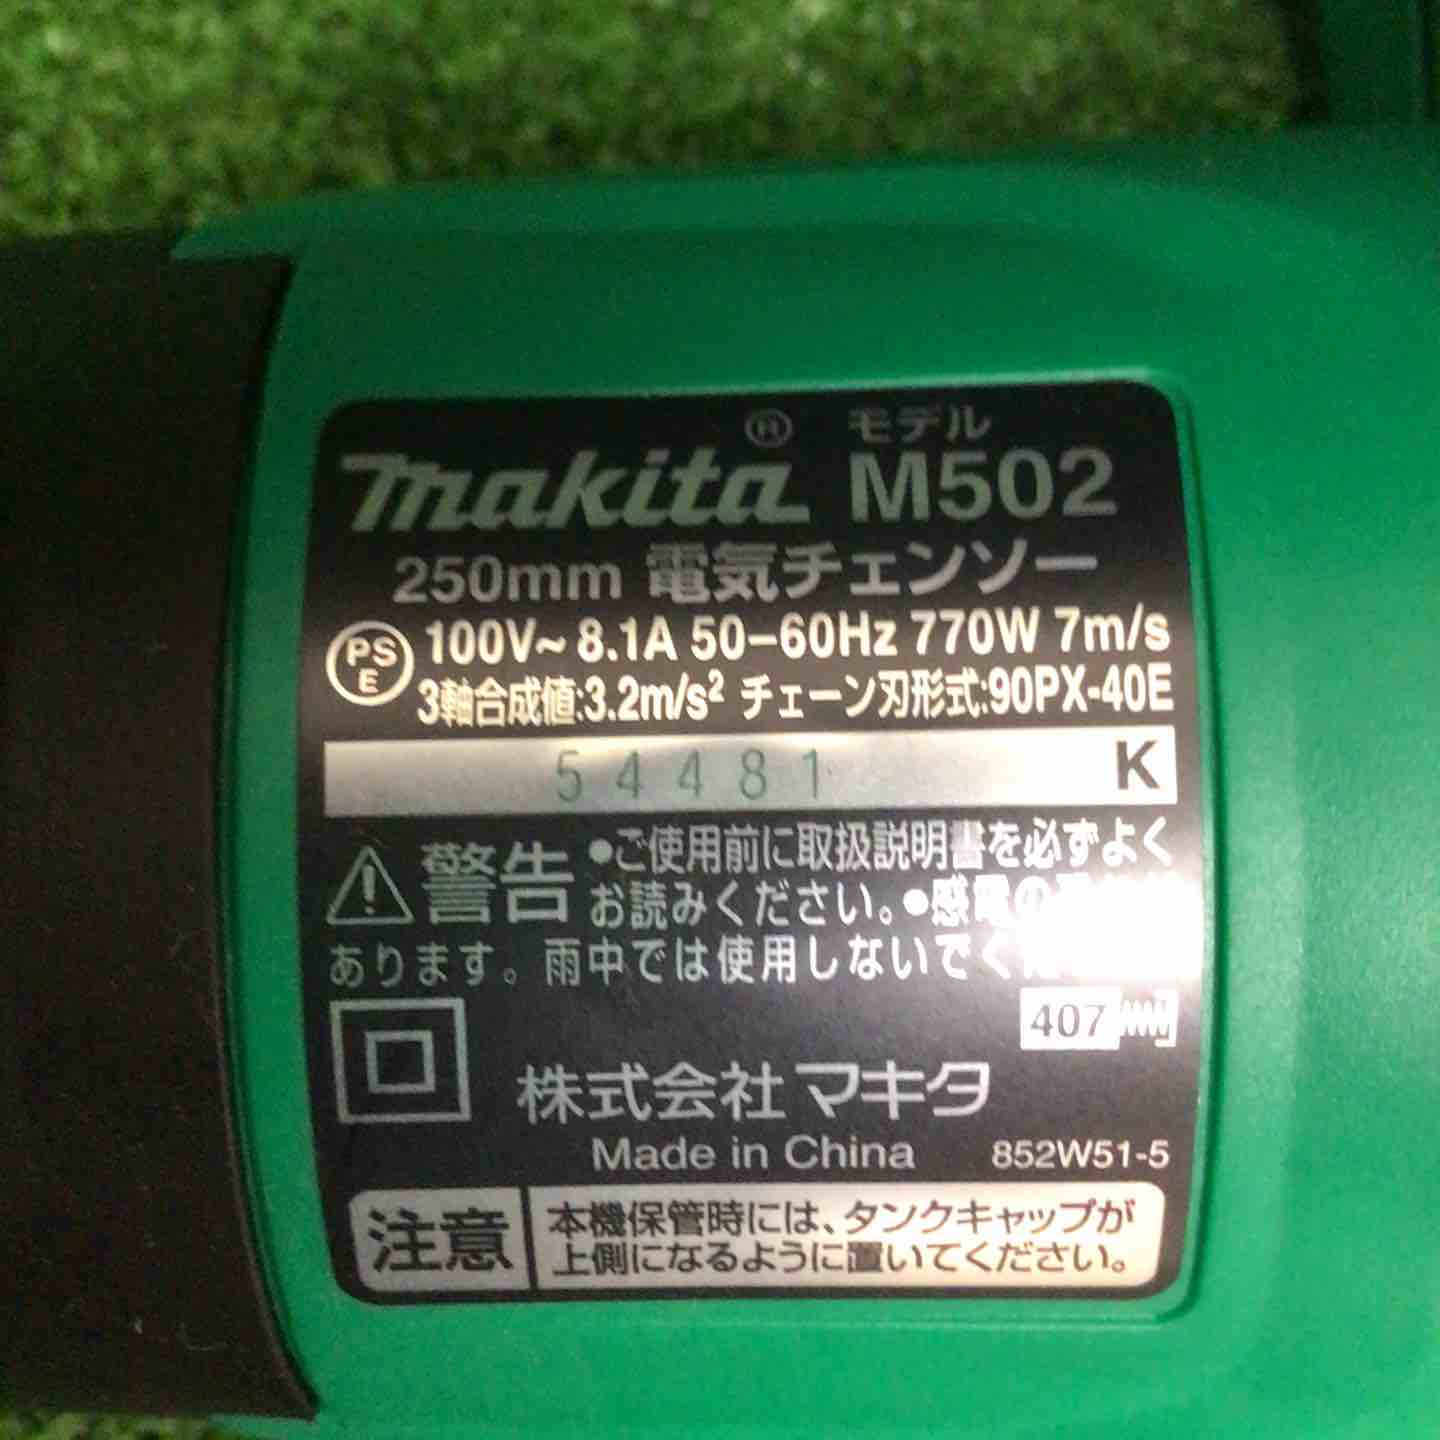 makita® モデル M502
250mm 電気チェンソー
PSE 100V~ 8.1A 50-60Hz 770W 7m/s
3軸合成値:3.2m/s² チェーン刃形式:90PX-40E
54481 K
警告 ●ご使用前に取扱説明書を必ずよく
お読みください。●感電の
あります。雨中では使用しないでく
407
株式会社マキタ
Made in China 852W51-5
注意 本機保管時には、タンクキャップが
上側になるように置いてください。